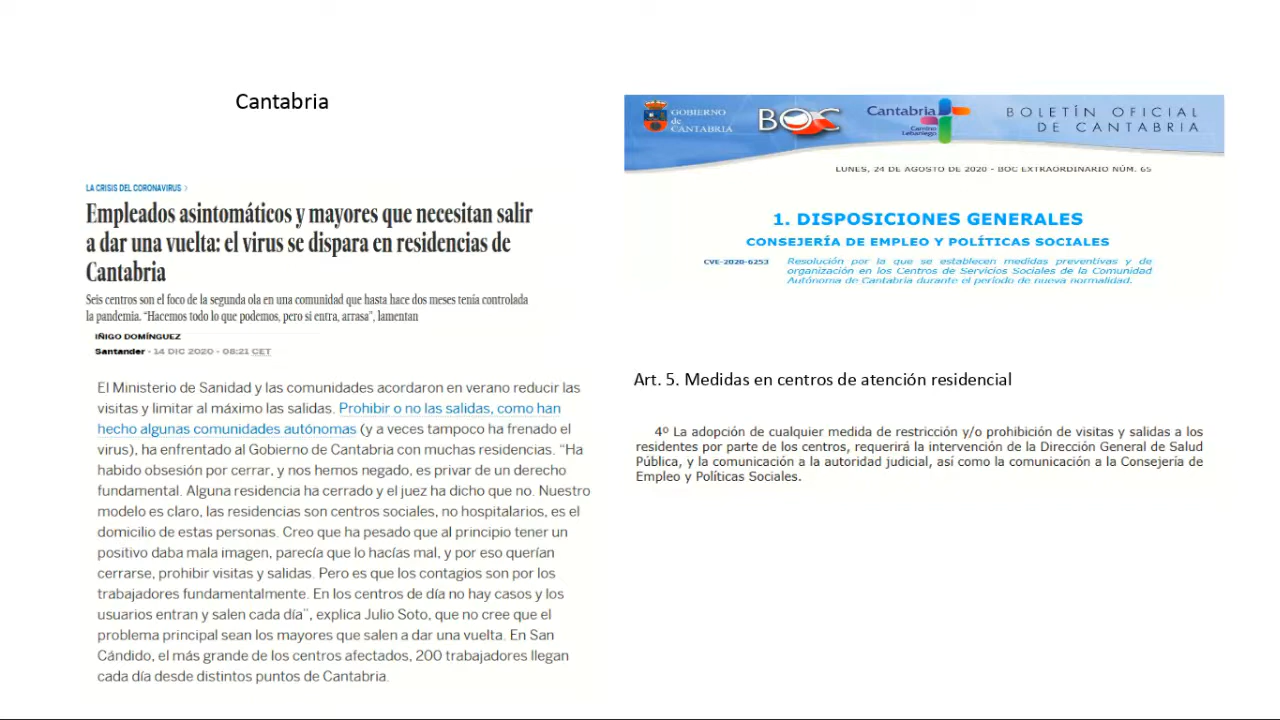 Cantabria
LA CRISIS DEL CORONAVIRUS
Empleados asintomáticos y mayores que necesitan salir
a dar una vuelta: el virus se dispara en residencias de
Cantabria
Seis centros son el foco de la segunda ola en una comunidad que hasta hace dos meses tenía controlada
la pandemia. “Hacemos todo lo que podemos, pero si entra, arrasa”, lamentan
IÑIGO DOMÍNGUEZ
Santander - 14 DIC 2020 - 08:21 CET
El Ministerio de Sanidad y las comunidades acordaron en verano reducir las
visitas y limitar al máximo las salidas. Prohibir o no las salidas, como han
hecho algunas comunidades autónomas (y a veces tampoco ha frenado el
virus), ha enfrentado al Gobierno de Cantabria con muchas residencias. “Ha
habido obsesión por cerrar, y nos hemos negado, es privar de un derecho
fundamental. Alguna residencia ha cerrado y el juez ha dicho que no. Nuestro
modelo es claro, las residencias son centros sociales, no hospitalarios, es el
domicilio de estas personas. Creo que ha pesado que al principio tener un
positivo daba mala imagen, parecía que lo hacías mal, y por eso querían
cerrarse, prohibir visitas y salidas. Pero es que los contagios son por los
trabajadores fundamentalmente. En los centros de día no hay casos y los
usuarios entran y salen cada día”, explica Julio Soto, que no cree que el
problema principal sean los mayores que salen a dar una vuelta. En San
Cándido, el más grande de los centros afectados, 200 trabajadores llegan
cada día desde distintos puntos de Cantabria.
GOBIERNO
de
CANTABRIA
BOC
Cantabria
Camino
Lebaniego
BOLETÍN OFICIAL
DE CANTABRIA
LUNES, 24 DE AGOSTO DE 2020 - BOC EXTRAORDINARIO NÚM. 65
1. DISPOSICIONES GENERALES
CONSEJERÍA DE EMPLEO Y POLÍTICAS SOCIALES
CVE-2020-6253 Resolución por la que se establecen medidas preventivas y de
organización en los Centros de Servicios Sociales de la Comunidad
Autónoma de Cantabria durante el período de nueva normalidad.
Art. 5. Medidas en centros de atención residencial
4º La adopción de cualquier medida de restricción y/o prohibición de visitas y salidas a los
residentes por parte de los centros, requerirá la intervención de la Dirección General de Salud
Pública, y la comunicación a la autoridad judicial, así como la comunicación a la Consejería de
Empleo y Políticas Sociales.